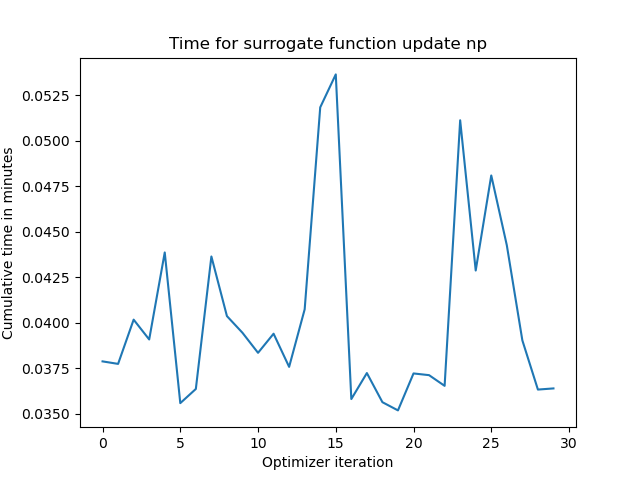 Time for surrogate function update np
0.0525
0.0500
0.0475
0.0450
0.0425
0.0400
0.0375
0.0350
Cumulative time in minutes
0 5 10 15 20 25 30
Optimizer iteration